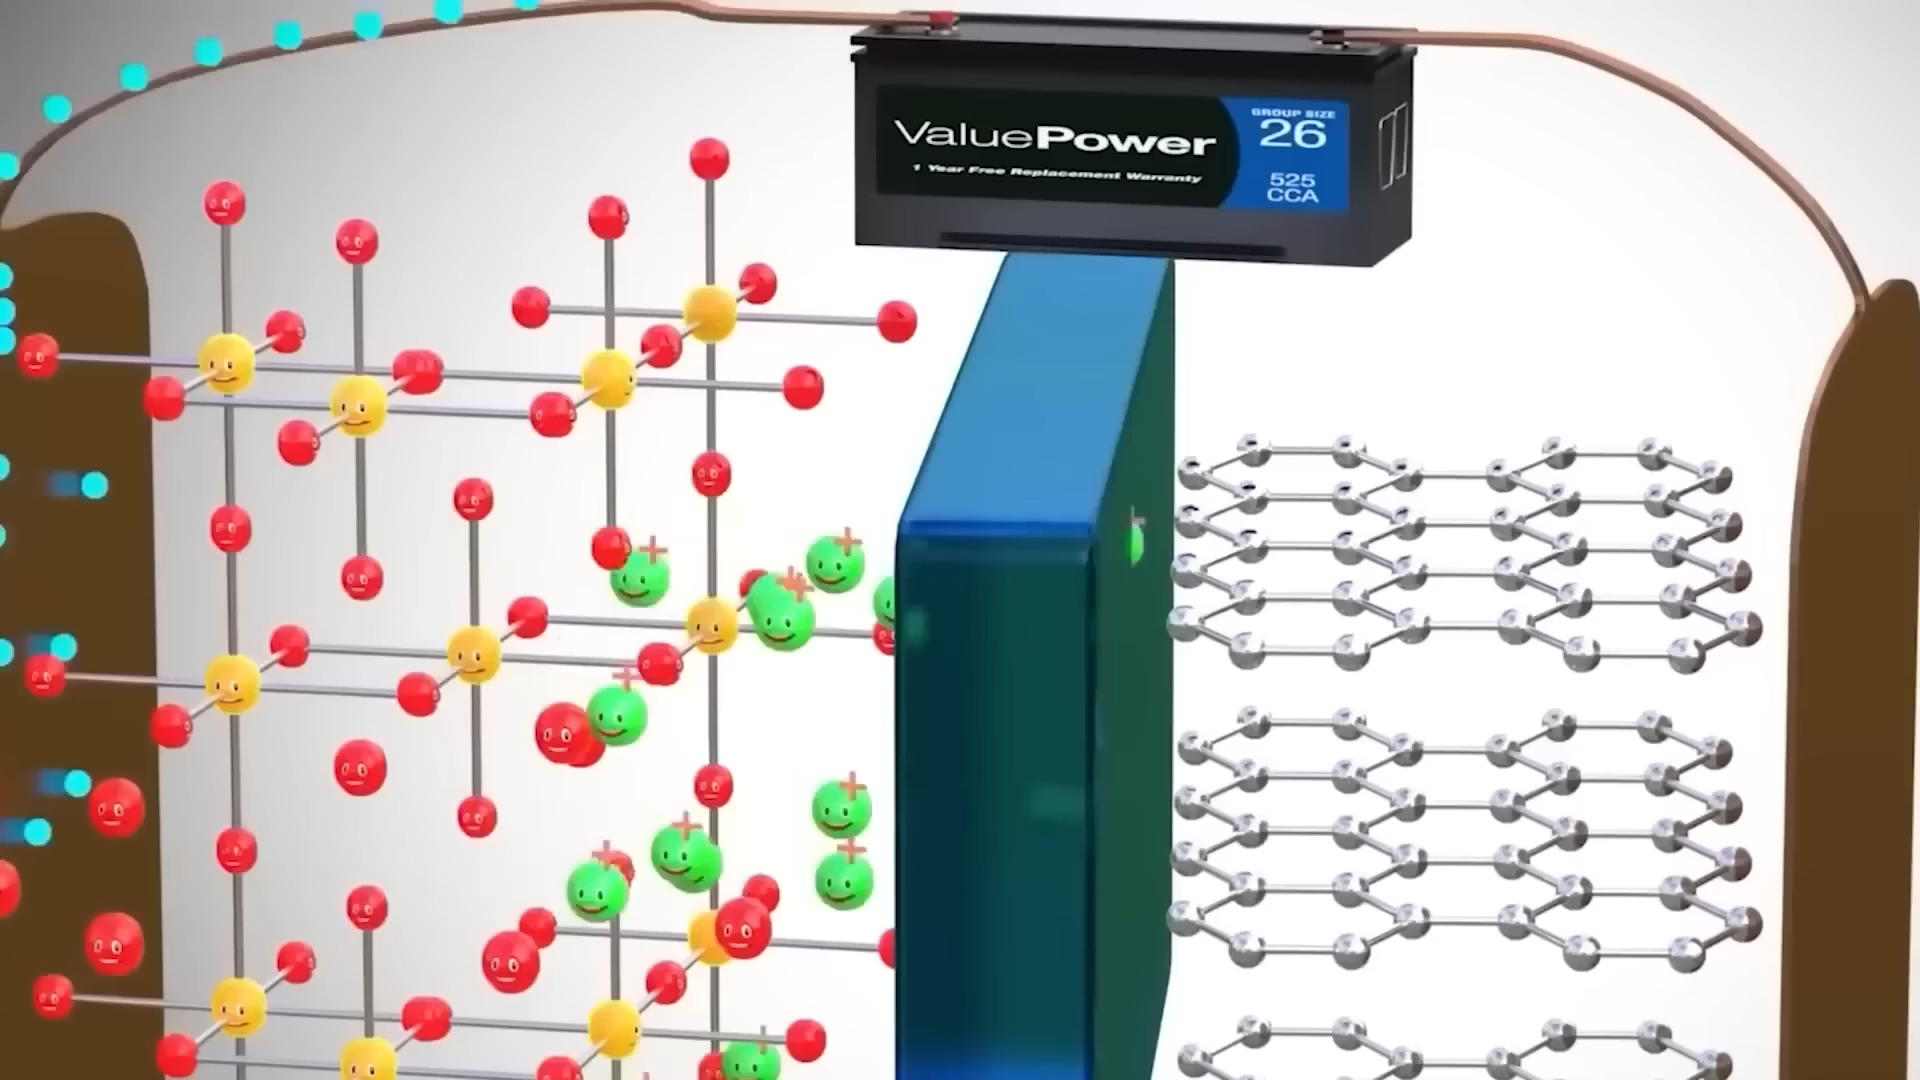 ValuePower
1 Year Free Replacement Warranty
GROUP SIZE
26
525
CCA